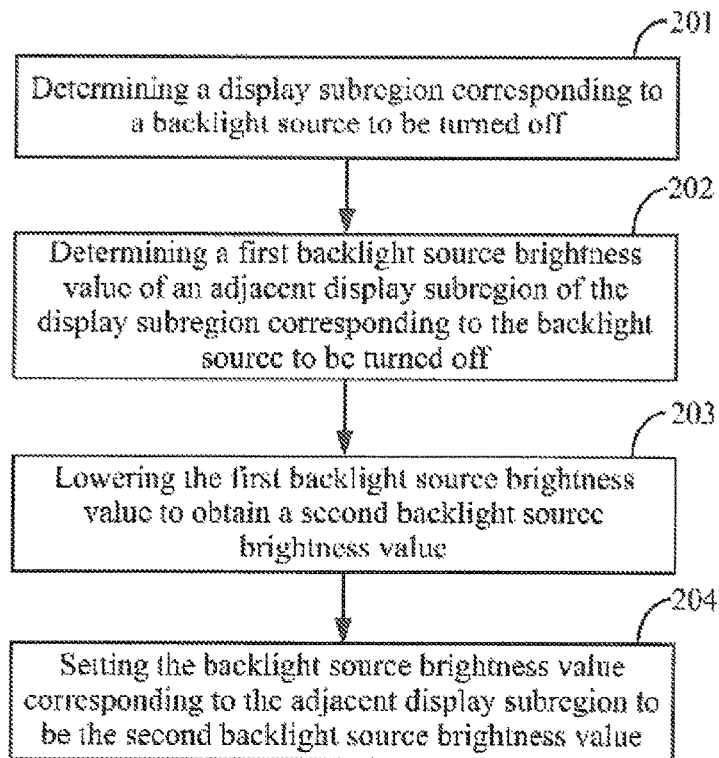 201
Determining a display subregion corresponding to
a backlight source to be turned off
202
Determining a first backlight source brightness
value of an adjacent display subregion of the
display subregion corresponding to the backlight
source to be turned off
203
Lowering the first backlight source brightness
value to obtain a second backlight source
brightness value
204
Setting the backlight source brightness value
corresponding to the adjacent display subregion to
be the second backlight source brightness value